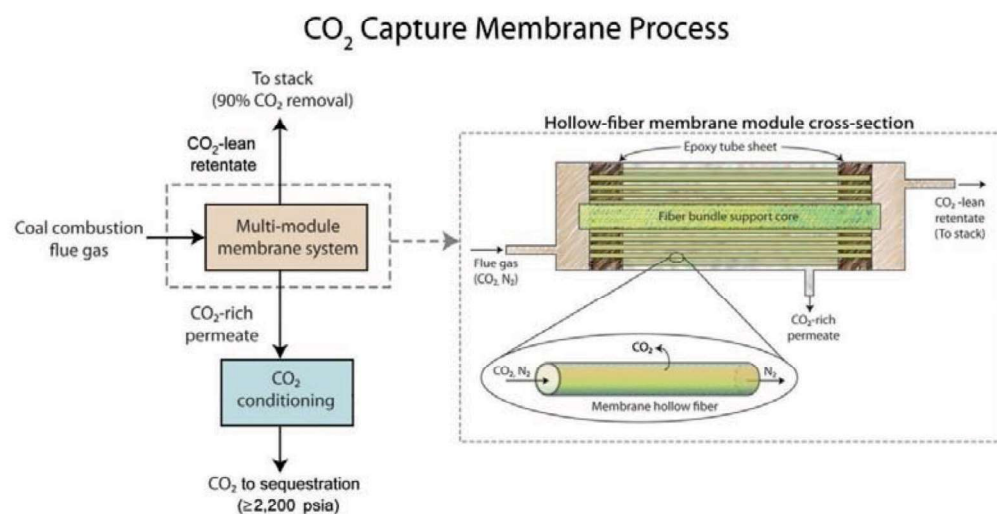 CO₂ Capture Membrane Process
To stack
(90% CO₂ removal)
CO₂-lean
retentate
Coal combustion
flue gas
Multi-module
membrane system
CO₂-rich
permeate
CO₂
conditioning
CO₂ to sequestration
(≥2,200 psia)
Hollow-fiber membrane module cross-section
Epoxy tube sheet
Fiber bundle support core
CO₂ -lean
retentate
(To stack)
Flue gas
(CO₂, N₂)
CO₂-rich
permeate
CO₂
CO₂, N₂
N₂
Membrane hollow fiber